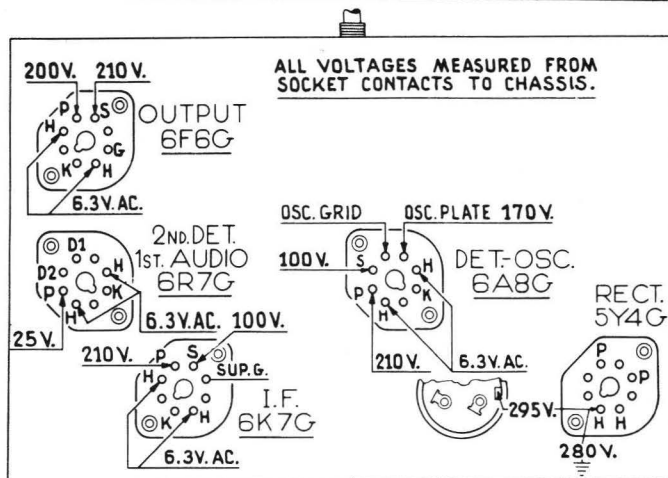 ALL VOLTAGES MEASURED FROM
SOCKET CONTACTS TO CHASSIS.
200V. 210V.
P S
H
G
K H
6.3V. AC.
OUTPUT
6F6G
D1
D2 H
P K
H
25V.
6.3V. AC.
2ND. DET.
1ST. AUDIO
6R7G
210V. P S 100V.
H SUP.G.
K H
6.3V. AC.
I.F.
6K7G
OSC. GRID OSC. PLATE 170V.
100V. S H
P K
H
210V. 6.3V. AC.
DET-OSC.
6A8G
RECT.
5Y4G
P
P
295V.
H H
280V.